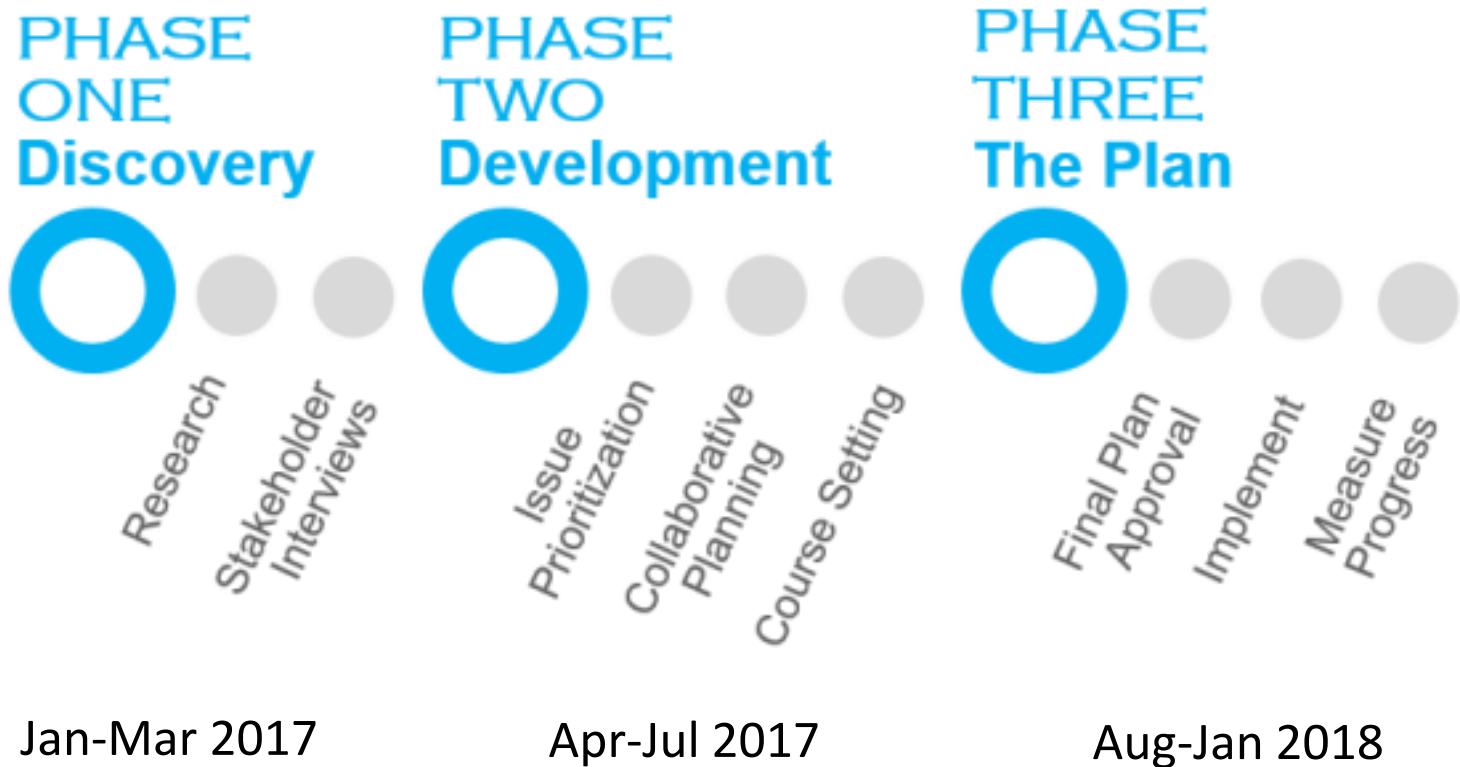 PHASE
ONE
Discovery
Research
Stakeholder
Interviews
Jan-Mar 2017
PHASE
TWO
Development
Issue
Prioritization
Collaborative
Planning
Course Setting
Apr-Jul 2017
PHASE
THREE
The Plan
Final Plan
Approval
Implement
Measure
Progress
Aug-Jan 2018